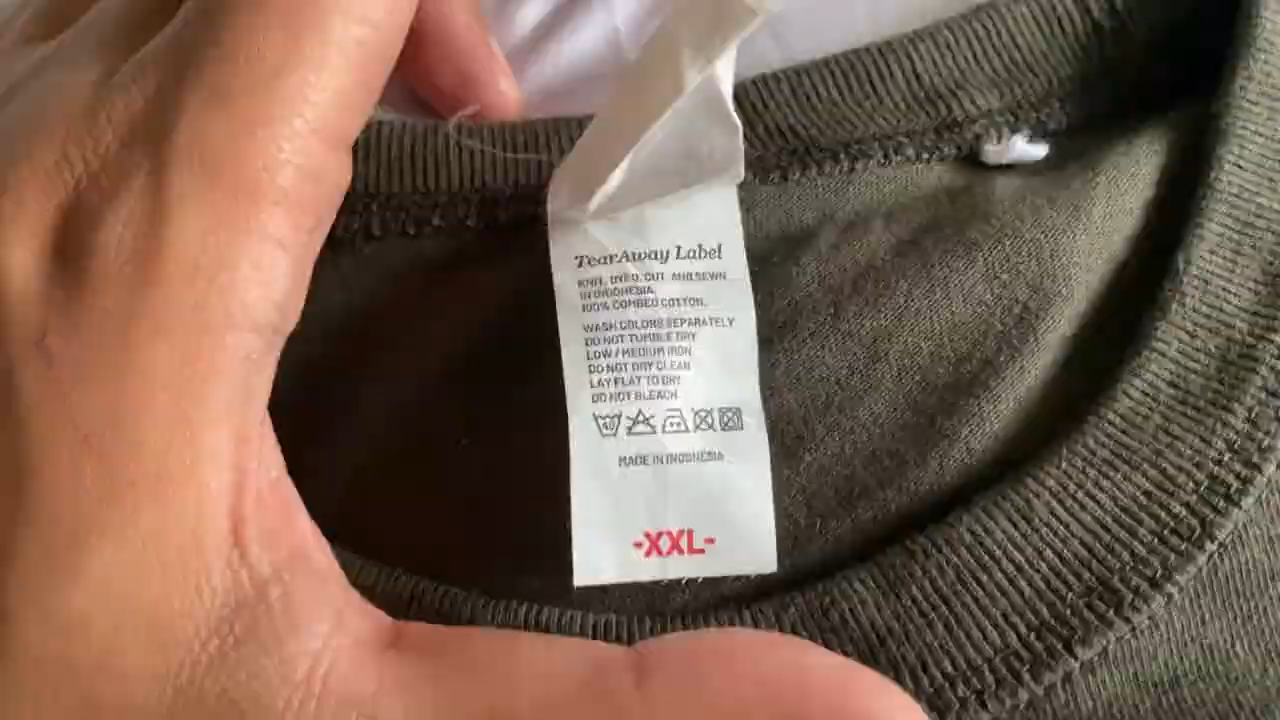 TearAway Label
KNIT, DYED, CUT AND SEWN
IN INDONESIA.
100% COMBED COTTON.
WASH COLORS SEPARATELY
DO NOT TUMBLE DRY
LOW / MEDIUM IRON
DO NOT DRY CLEAN
LAY FLAT TO DRY
DO NOT BLEACH
40
MADE IN INDONESIA
-XXL-